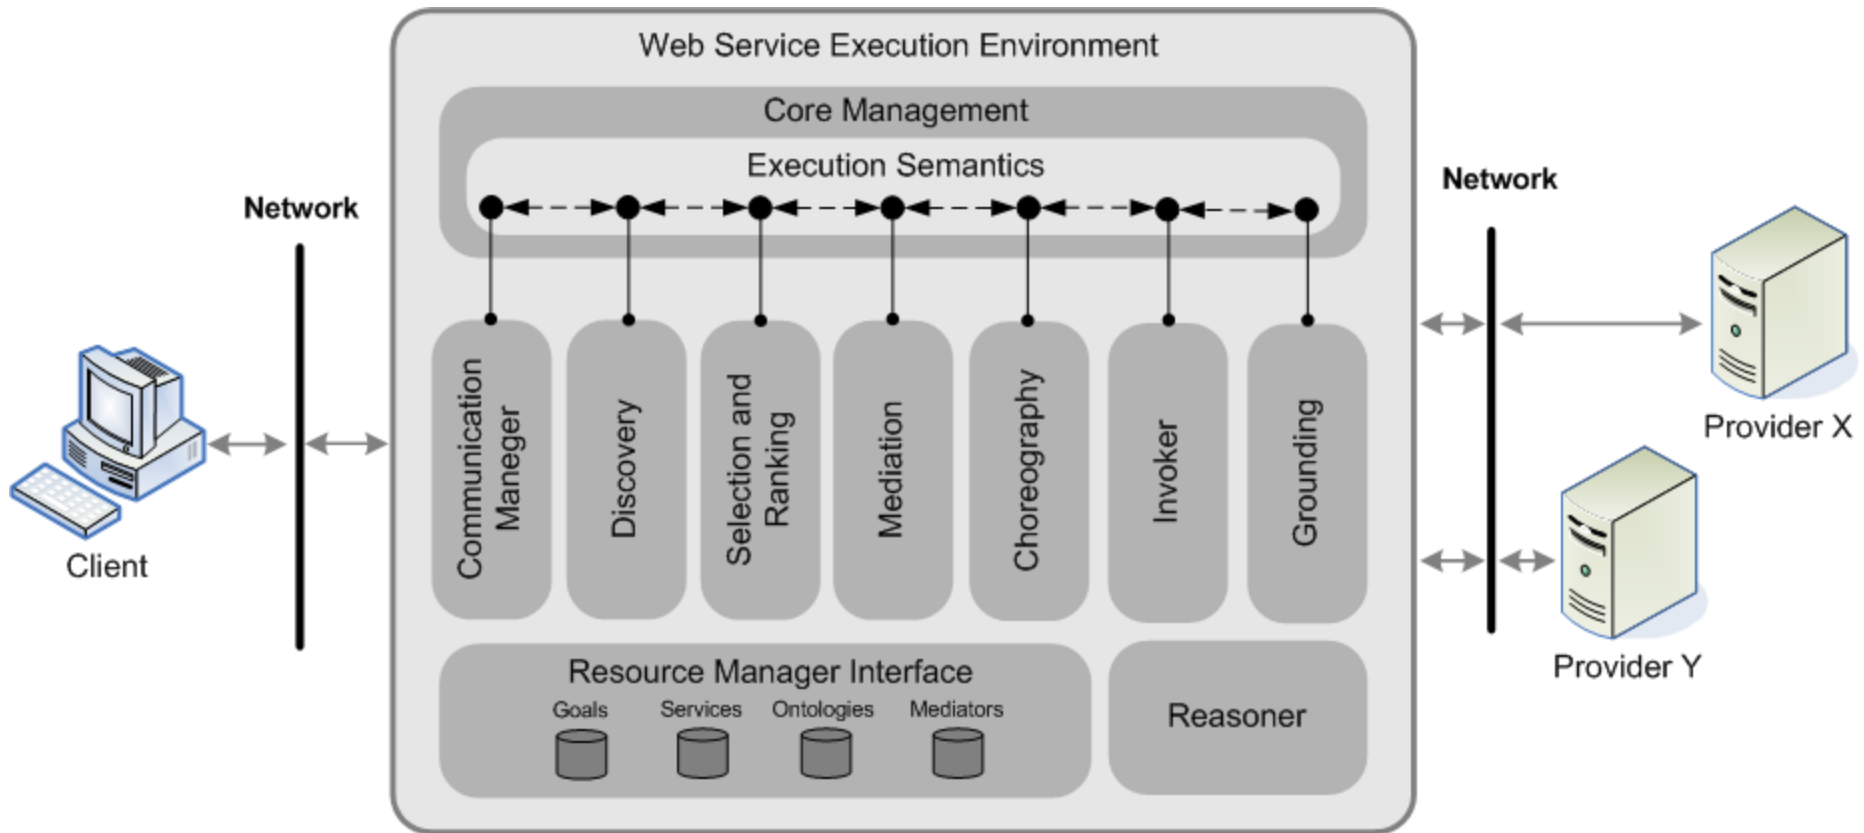 Web Service Execution Environment
Core Management
Execution Semantics
Network
Network
Communication
Maneger
Discovery
Selection and
Ranking
Mediation
Choreography
Invoker
Grounding
Client
Provider X
Provider Y
Resource Manager Interface
Goals
Services
Ontologies
Mediators
Reasoner